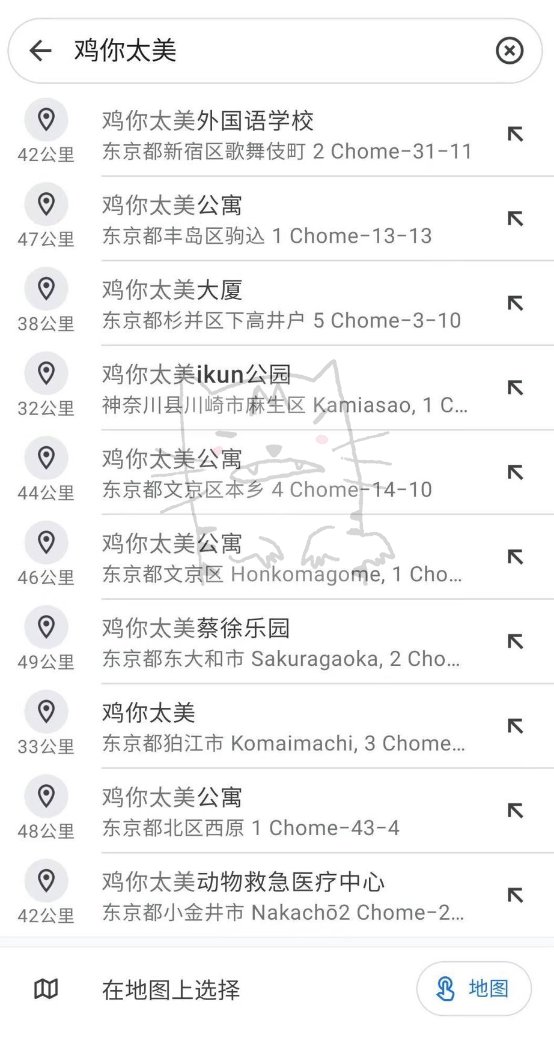 鸡你太美
鸡你太美外国语学校
42公里
东京都新宿区歌舞伎町 2 Chome-31-11
鸡你太美公寓
47公里
东京都丰岛区驹込 1 Chome-13-13
鸡你太美大厦
38公里
东京都杉并区下高井户 5 Chome-3-10
鸡你太美ikun公园
32公里
神奈川县川崎市麻生区 Kamiasao, 1 C...
鸡你太美公寓
44公里
东京都文京区本乡 4 Chome-14-10
鸡你太美公寓
46公里
东京都文京区 Honkomagome, 1 Cho...
鸡你太美蔡徐乐园
49公里
东京都东大和市 Sakuragaoka, 2 Cho...
鸡你太美
33公里
东京都狛江市 Komaimachi, 3 Chome...
鸡你太美公寓
48公里
东京都北区西原 1 Chome-43-4
鸡你太美动物救急医疗中心
42公里
东京都小金井市 Nakachō2 Chome-2...
在地图上选择
地图